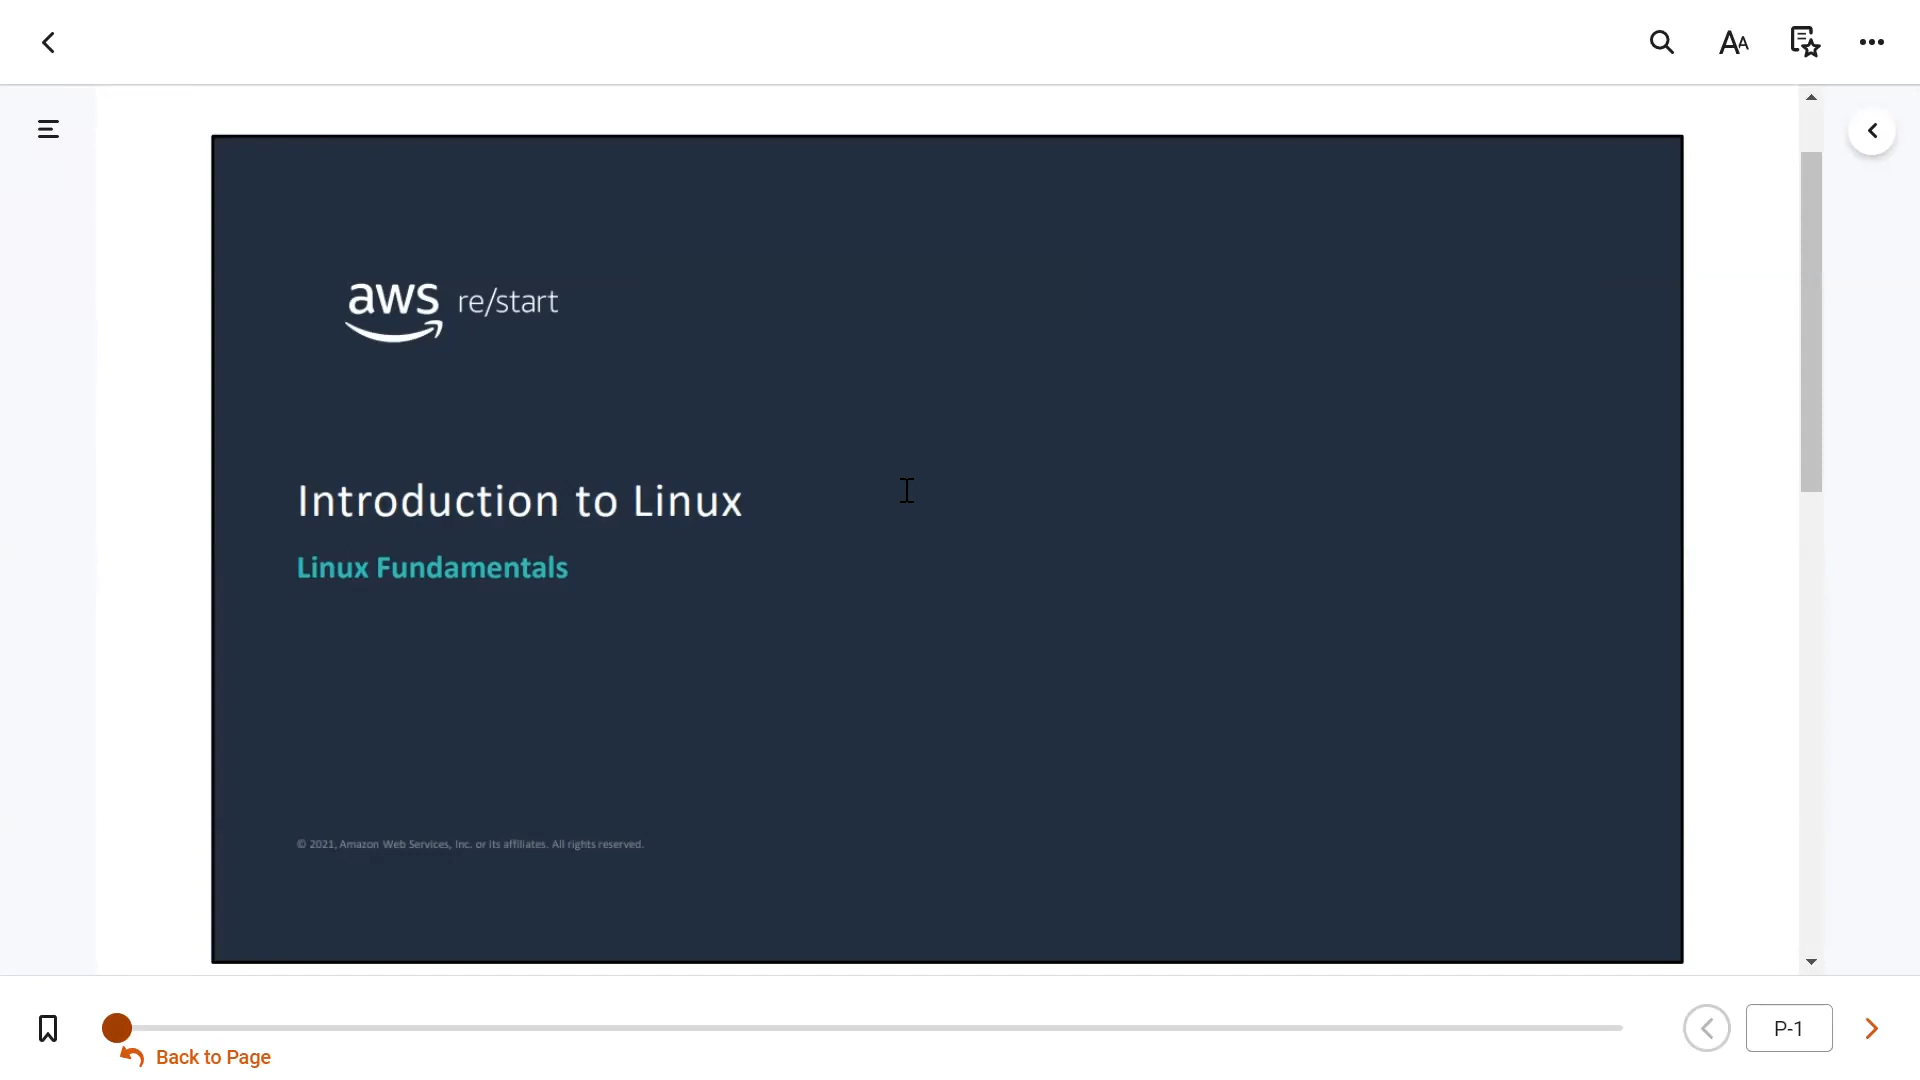 aws re/start
Introduction to Linux
Linux Fundamentals
© 2021, Amazon Web Services, Inc. or its affiliates. All rights reserved.
P-1
Back to Page